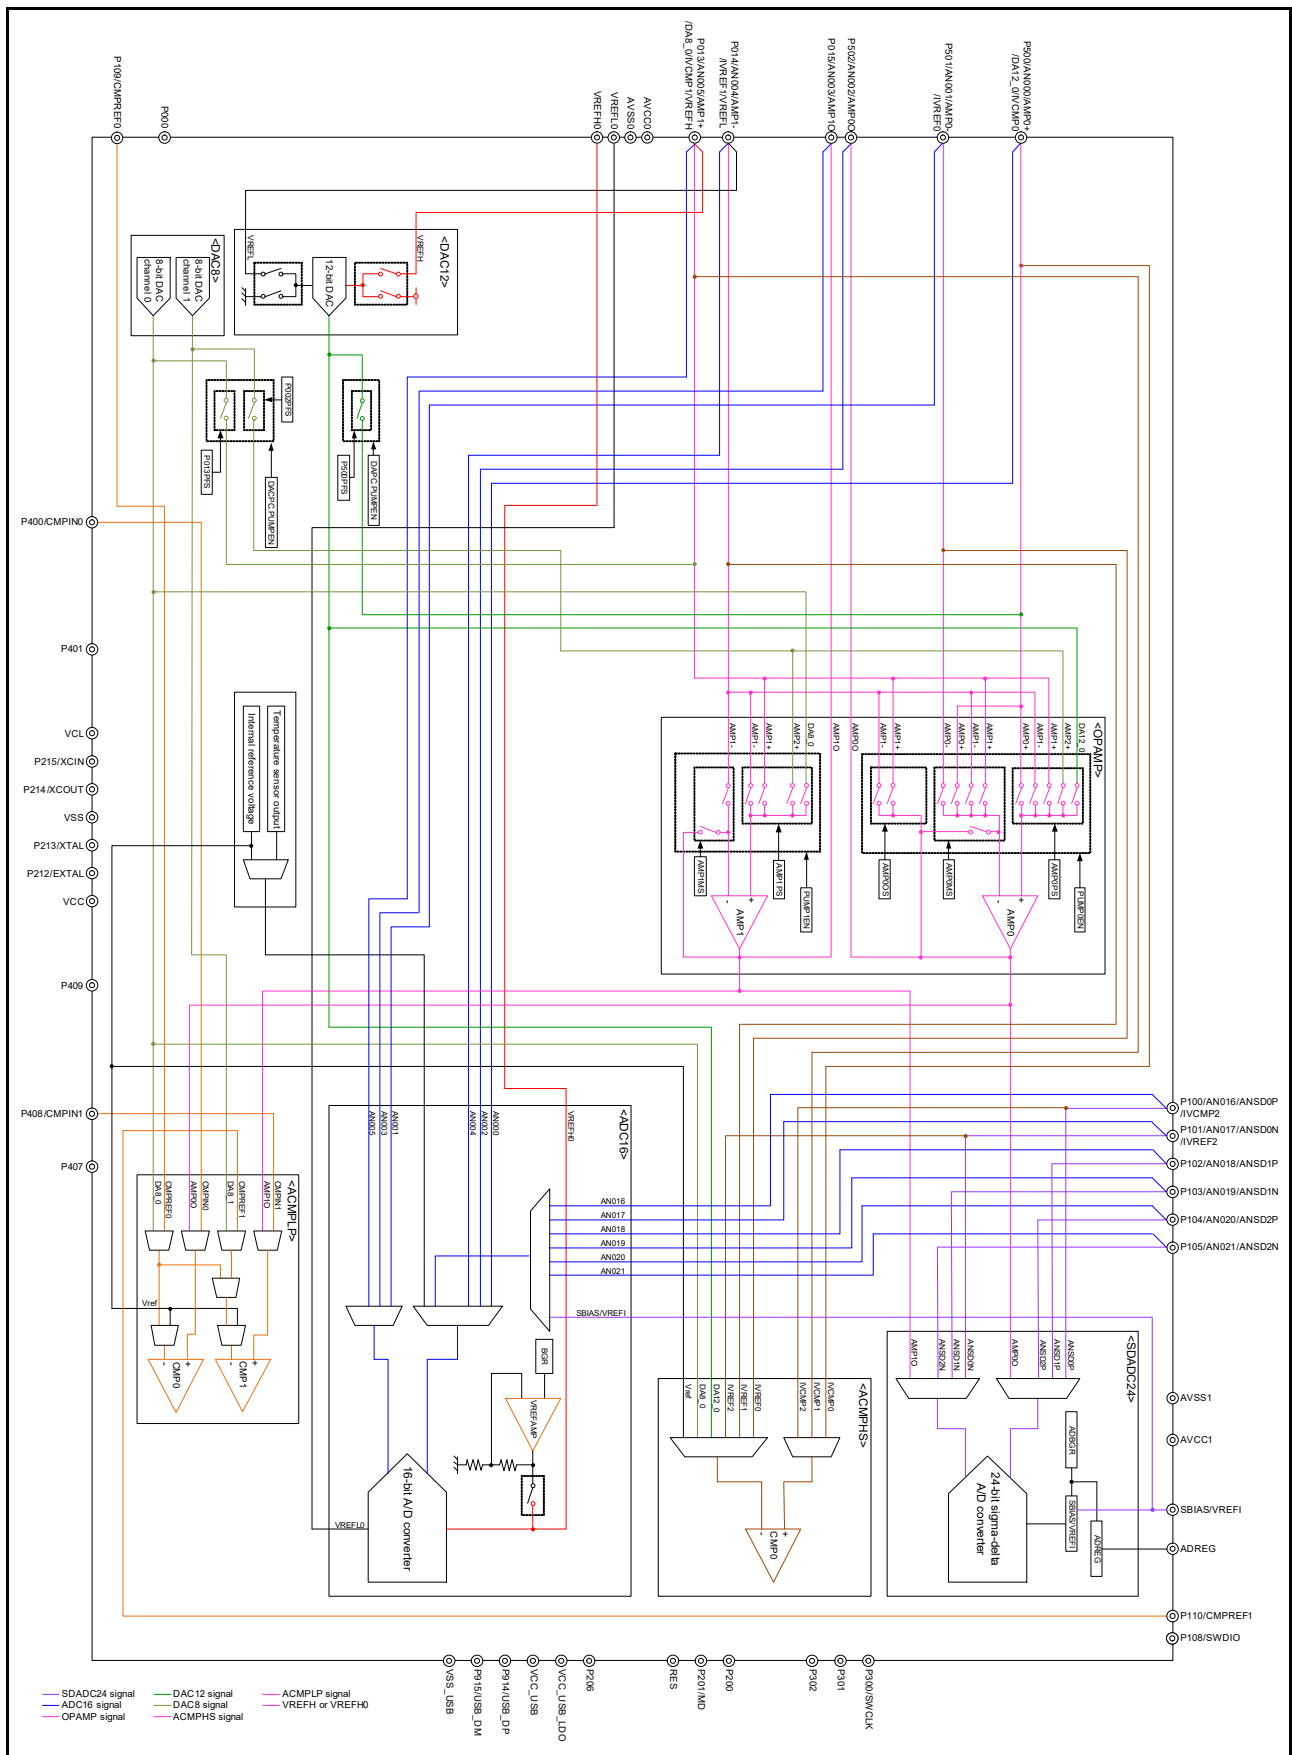 P109/CMPREF0
P000
VREFH0
VREFL0
AVSS0
AVCC0
P013/AN005/AMP1+
/DA8_0/IVCMP1/VREFH
P014/AN004/AMP1-
/IVREF1/VREFL
P015/AN003/AMP1O
P502/AN002/AMP0O
P501/AN001/AMP0-
/IVREF0
P500/AN000/AMP0+
/DA12_0/IVCMP0
<DAC8>
8-bit DAC
channel 1
8-bit DAC
channel 0
<DAC12>
VREFL
VREFH
12-bit DAC
P002PFS
P013PFS
DACPC.PUMPEN
P500PFS
DAPC.PUMPEN
P400/CMPIN0
P401
VCL
P215/XCIN
P214/XCOUT
VSS
P213/XTAL
P212/EXTAL
VCC
P409
P408/CMPIN1
P407
Temperature sensor output
Internal reference voltage
<OPAMP>
AMP1-
AMP1-
AMP1+
AMP2+
DA8_0
AMP1O
AMP0O
AMP1-
AMP1+
AMP0-
AMP0+
AMP1-
AMP1+
AMP0+
AMP1-
AMP1+
AMP2+
DA12_0
AMP1MS
AMP1PS
PUMP1EN
AMP0OS
AMP0MS
AMP0PS
PUMP0EN
- +
AMP1
- +
AMP0
<ACMPLP>
DA8_0
CMPREF0
AMP0O
CMPIN0
DA8_1
CMPREF1
AMP1O
CMPIN1
Vref
- +
CMP0
- +
CMP1
<ADC16>
AN005
AN003
AN001
AN004
AN002
AN000
VREFH0
AN016
AN017
AN018
AN019
AN020
AN021
SBIAS/VREFI
BGR
VREFAMP
VREFL0
16-bit A/D
converter
<ACMPHS>
Vref
DA8_0
DA12_0
IVREF2
IVREF1
IVREF0
IVCMP2
IVCMP1
IVCMP0
- +
CMP0
<SDADC24>
AMP1O
ANSD2N
ANSD1N
ANSD0N
AMP0O
ANSD2P
ANSD1P
ANSD0P
ADBGR
SBIAS/VREFI
ADREG
24-bit sigma-delta
A/D converter
P100/AN016/ANSD0P
/IVCMP2
P101/AN017/ANSD0N
/IVREF2
P102/AN018/ANSD1P
P103/AN019/ANSD1N
P104/AN020/ANSD2P
P105/AN021/ANSD2N
AVSS1
AVCC1
SBIAS/VREFI
ADREG
P110/CMPREF1
P108/SWDIO
VSS_USB
P915/USB_DM
P914/USB_DP
VCC_USB
VCC_USB_LDO
P206
RES
P201/MD
P200
P302
P301
P300/SWCLK
SDADC24 signal
ADC16 signal
OPAMP signal
DAC12 signal
DAC8 signal
ACMPHS signal
ACMPLP signal
VREFH or VREFH0